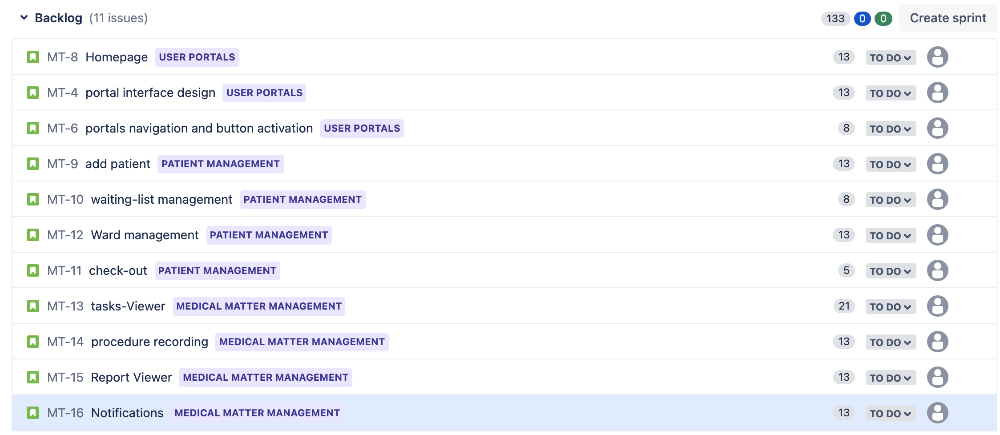 Backlog (11 issues) 133 0 0 Create sprint
MT-8 Homepage USER PORTALS 13 TO DO
MT-4 portal interface design USER PORTALS 13 TO DO
MT-6 portals navigation and button activation USER PORTALS 8 TO DO
MT-9 add patient PATIENT MANAGEMENT 13 TO DO
MT-10 waiting-list management PATIENT MANAGEMENT 8 TO DO
MT-12 Ward management PATIENT MANAGEMENT 13 TO DO
MT-11 check-out PATIENT MANAGEMENT 5 TO DO
MT-13 tasks-Viewer MEDICAL MATTER MANAGEMENT 21 TO DO
MT-14 procedure recording MEDICAL MATTER MANAGEMENT 13 TO DO
MT-15 Report Viewer MEDICAL MATTER MANAGEMENT 13 TO DO
MT-16 Notifications MEDICAL MATTER MANAGEMENT 13 TO DO